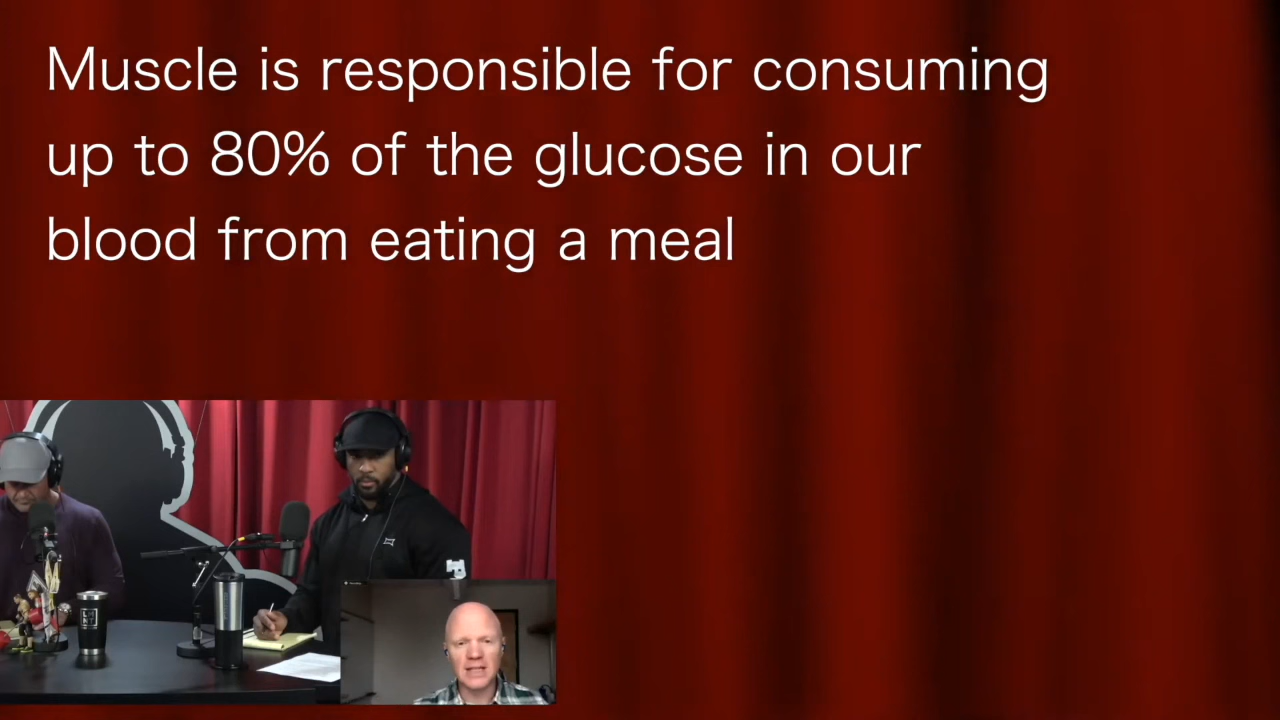 Muscle is responsible for consuming
up to 80% of the glucose in our
blood from eating a meal